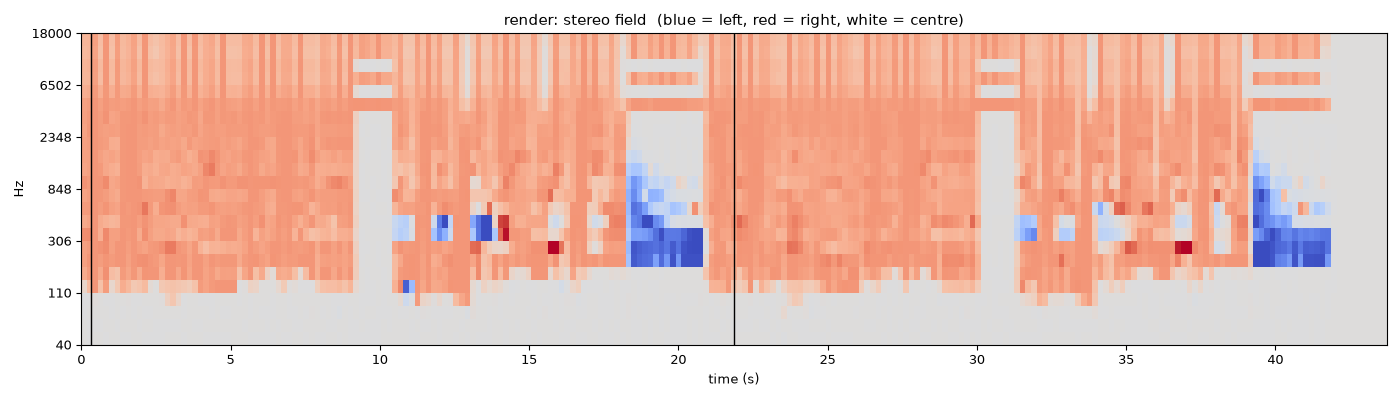 render: stereo field  (blue = left, red = right, white = centre)
18000
6502
2348
848
306
110
40
Hz
0 5 10 15 20 25 30 35 40
time (s)